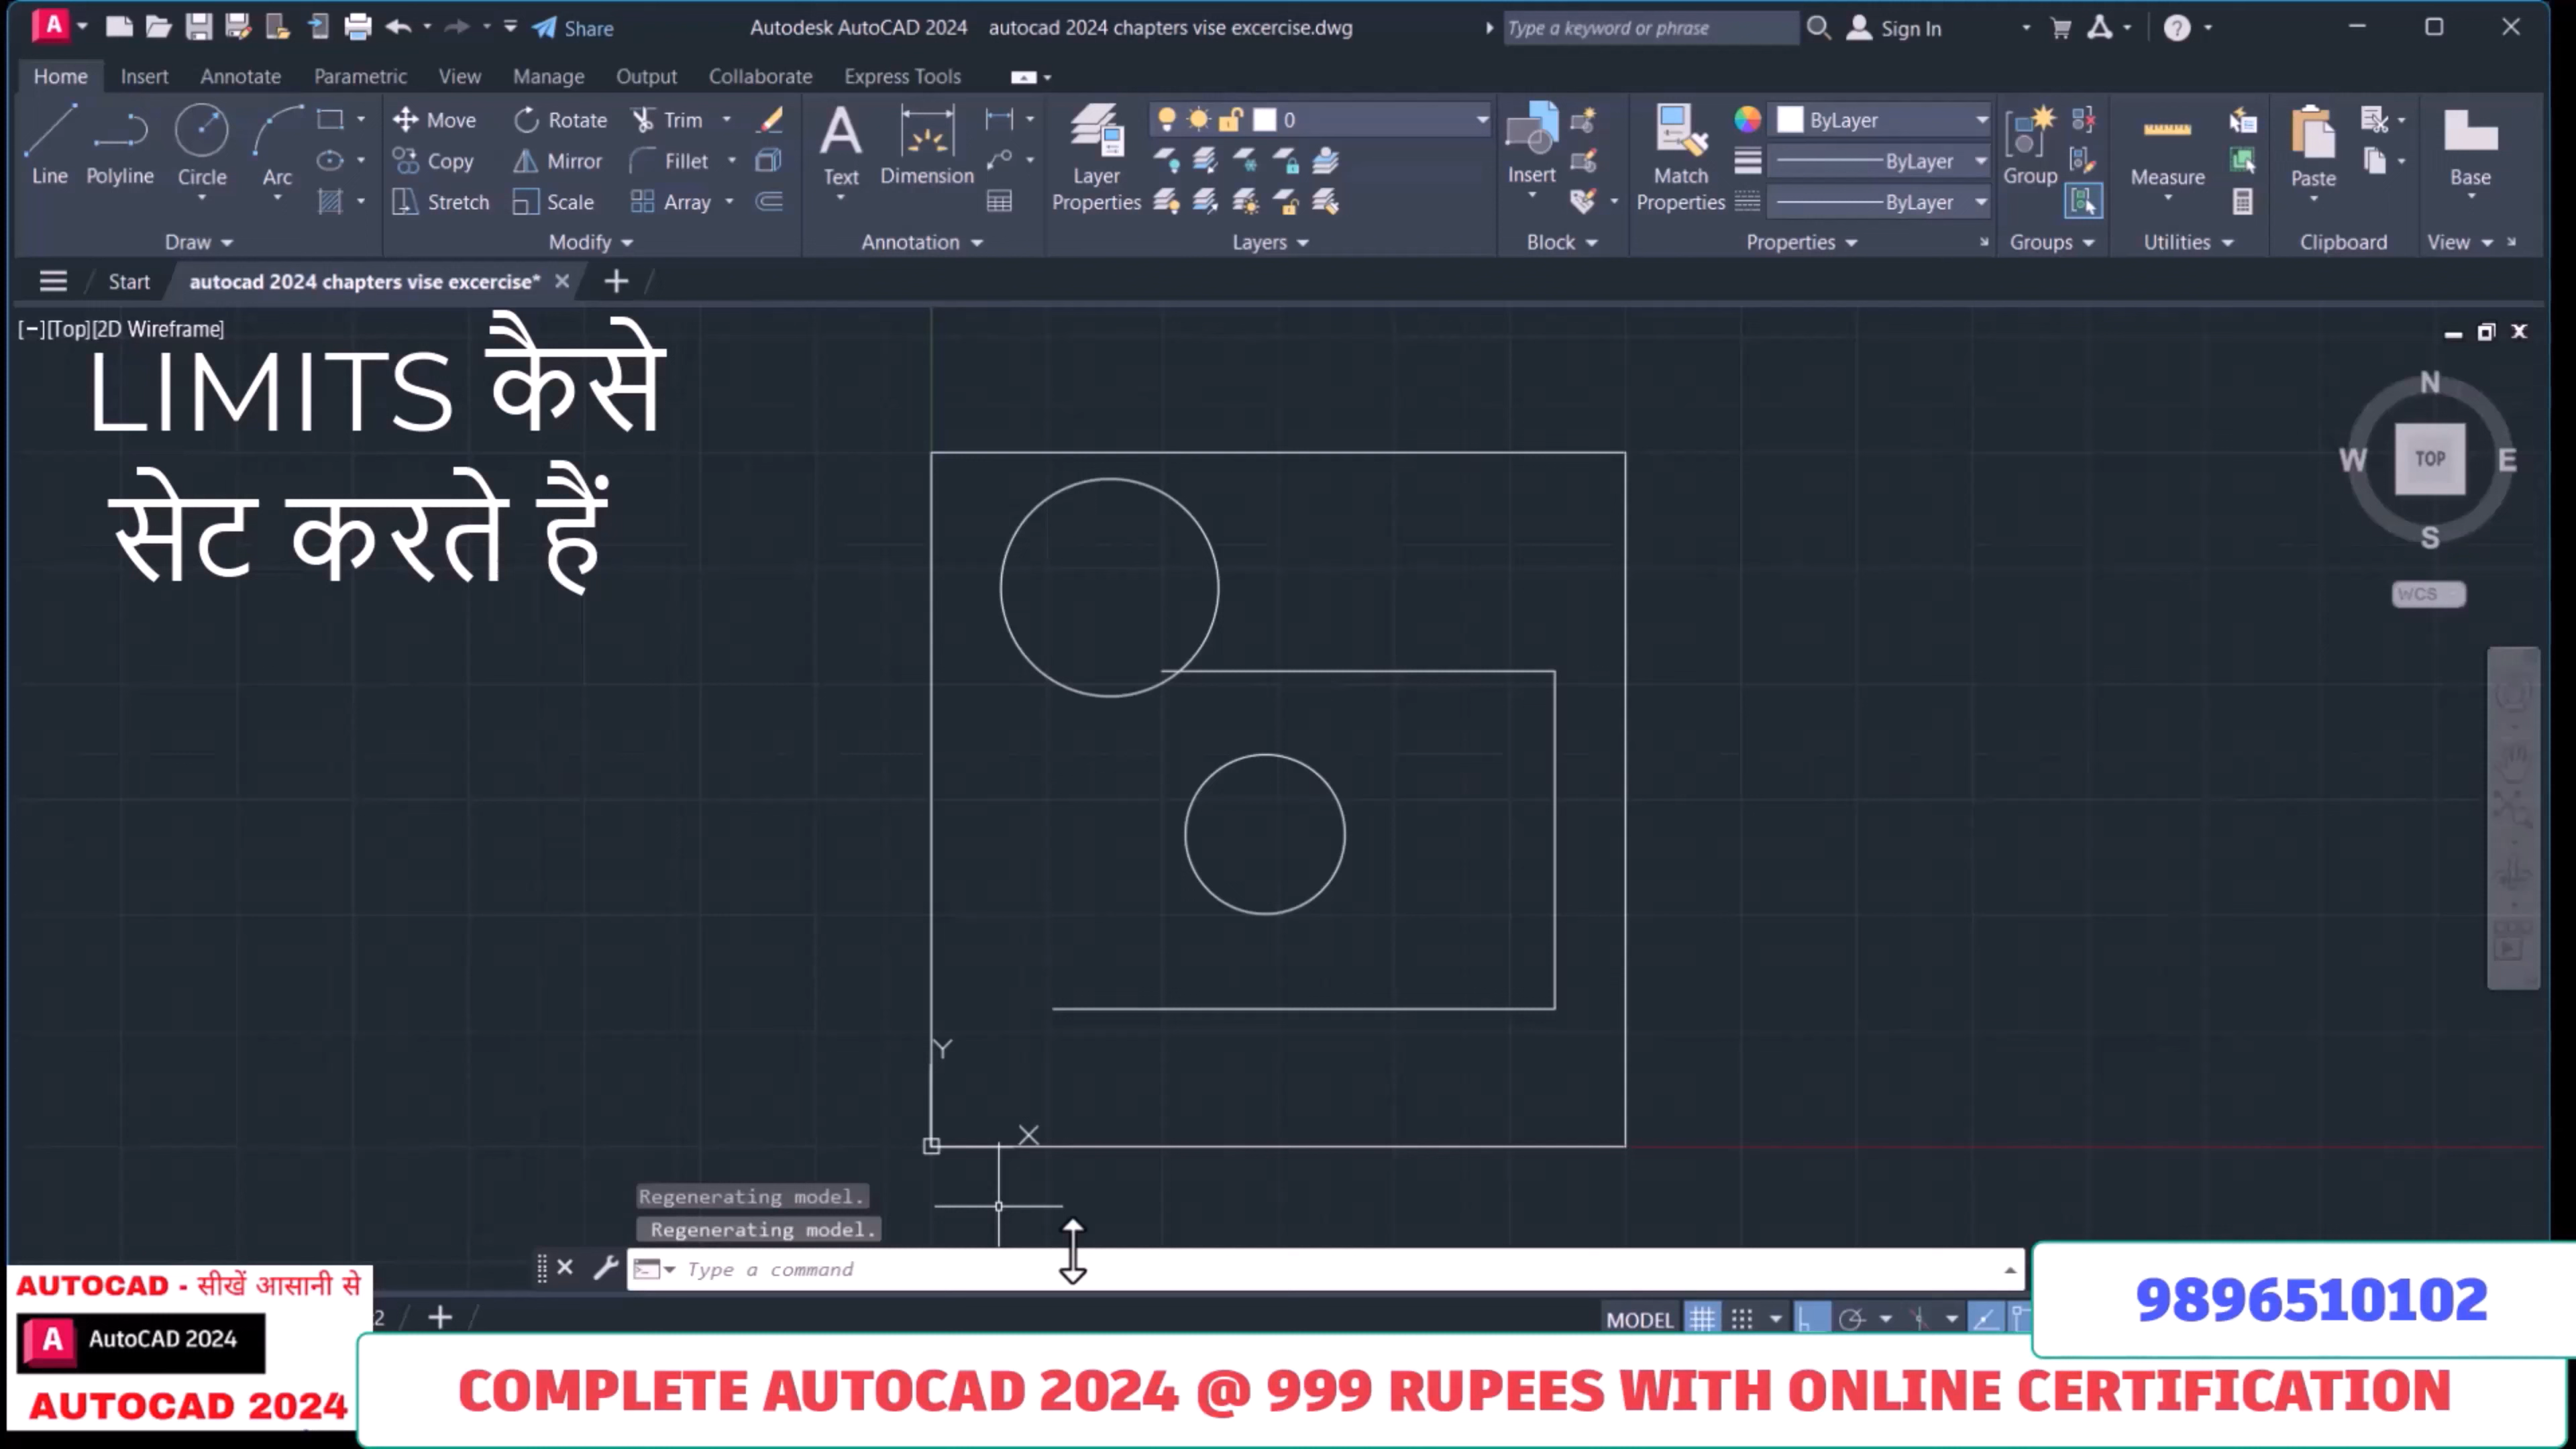 Share
Autodesk AutoCAD 2024 autocad 2024 chapters vise excercise.dwg
Type a keyword or phrase
Sign In
Home Insert Annotate Parametric View Manage Output Collaborate Express Tools
Line Polyline Circle Arc
Move Rotate Trim
Copy Mirror Fillet
Stretch Scale Array
Text Dimension
Layer Properties
0
Insert
Match Properties
ByLayer
ByLayer
ByLayer
Group
Measure
Paste
Base
Draw Modify Annotation Layers Block Properties Groups Utilities Clipboard View
Start autocad 2024 chapters vise excercise*
[−][Top][2D Wireframe]
LIMITS कैसे
सेट करते हैं
N
W TOP E
S
WCS
Y
X
Regenerating model.
Regenerating model.
Type a command
2
MODEL
AUTOCAD - सीखें आसानी से
A AutoCAD 2024
AUTOCAD 2024
9896510102
COMPLETE AUTOCAD 2024 @ 999 RUPEES WITH ONLINE CERTIFICATION